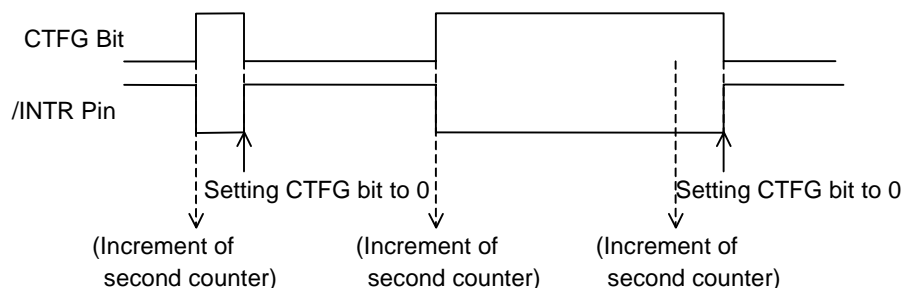 CTFG Bit
/INTR Pin
Setting CTFG bit to 0
Setting CTFG bit to 0
(Increment of
second counter)
(Increment of
second counter)
(Increment of
second counter)